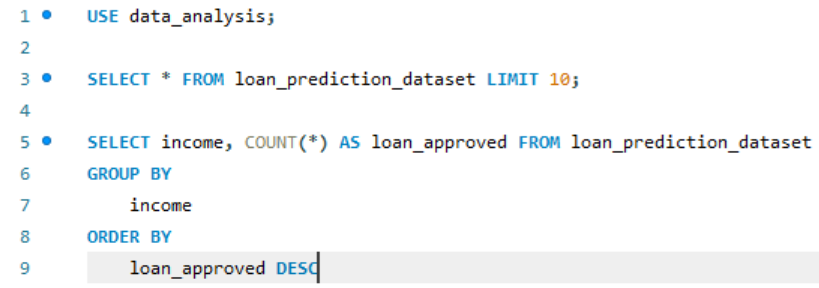 1 USE data_analysis;
2
3 SELECT * FROM loan_prediction_dataset LIMIT 10;
4
5 SELECT income, COUNT(*) AS loan_approved FROM loan_prediction_dataset
6 GROUP BY
7 income
8 ORDER BY
9 loan_approved DESC